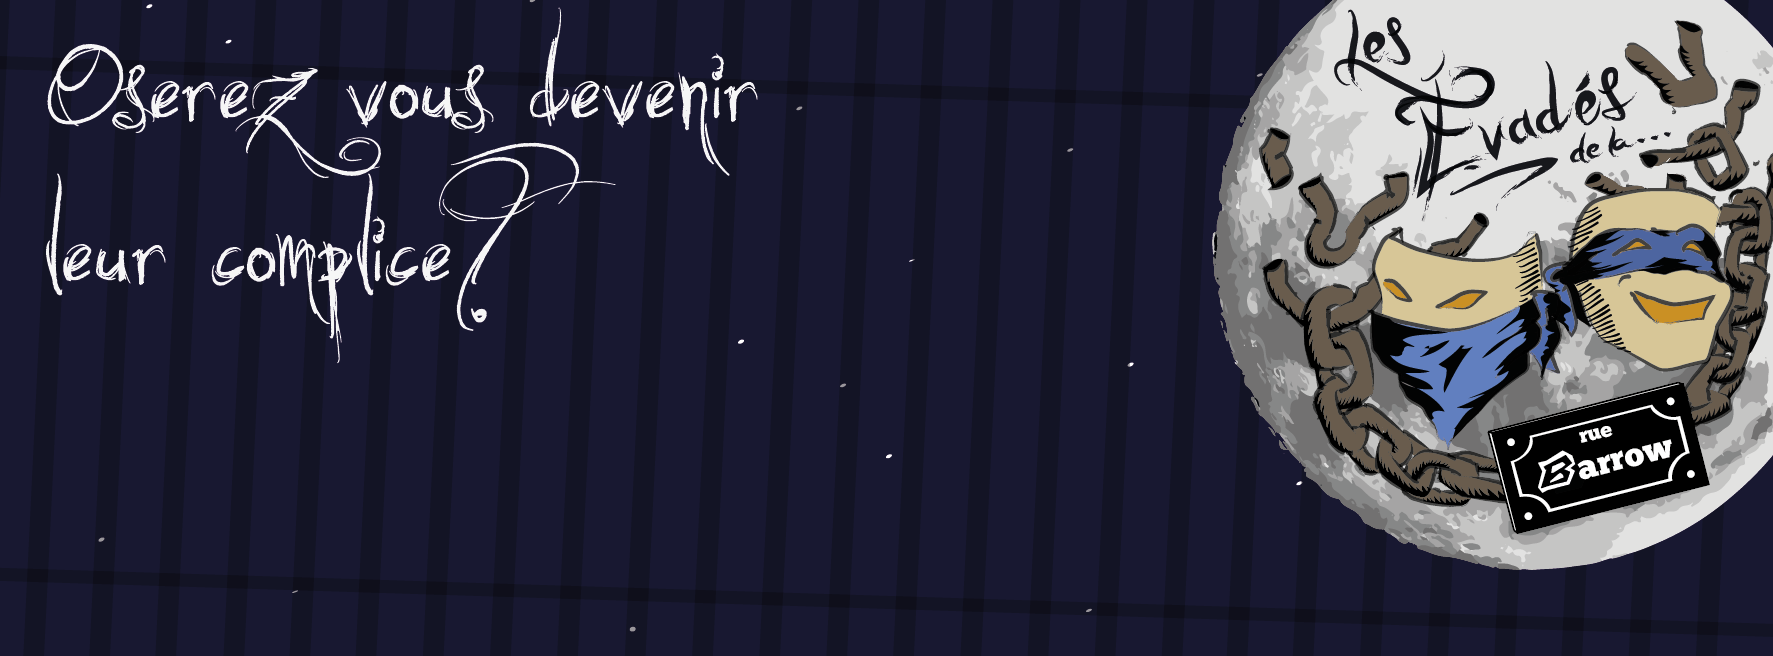 Oserez vous devenir
leur complice?
Les
Evadés
de la...
rue
Barrow